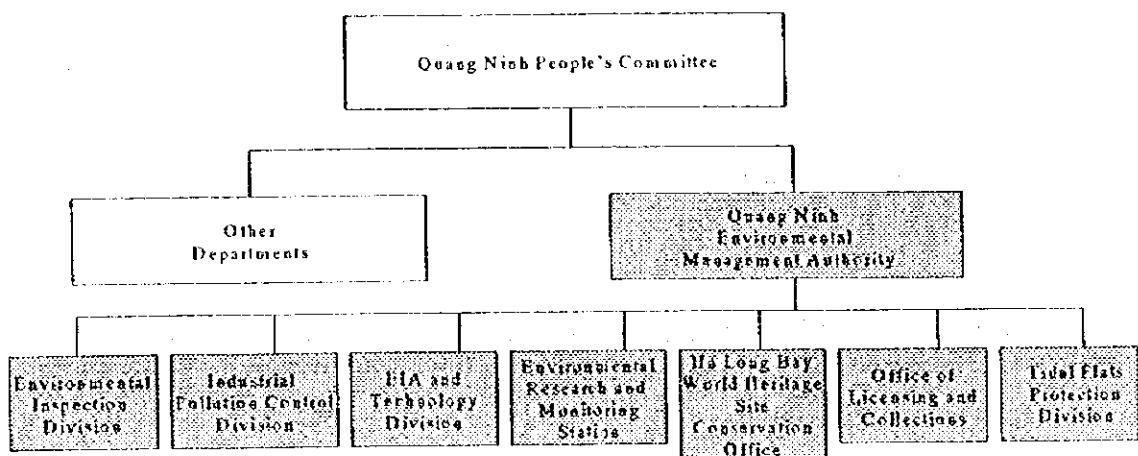 Quang Ninh People's Committee
Other
Departments
Quang Ninh
Environmental
Management Authority
Environmental
Inspection
Division
Industrial
Pollution Control
Division
EIA and
Technology
Division
Environmental
Research and
Monitoring
Station
Ha Long Bay
World Heritage
Site
Conservation
Office
Office of
Licensing and
Collections
Tidal Flats
Protection
Division